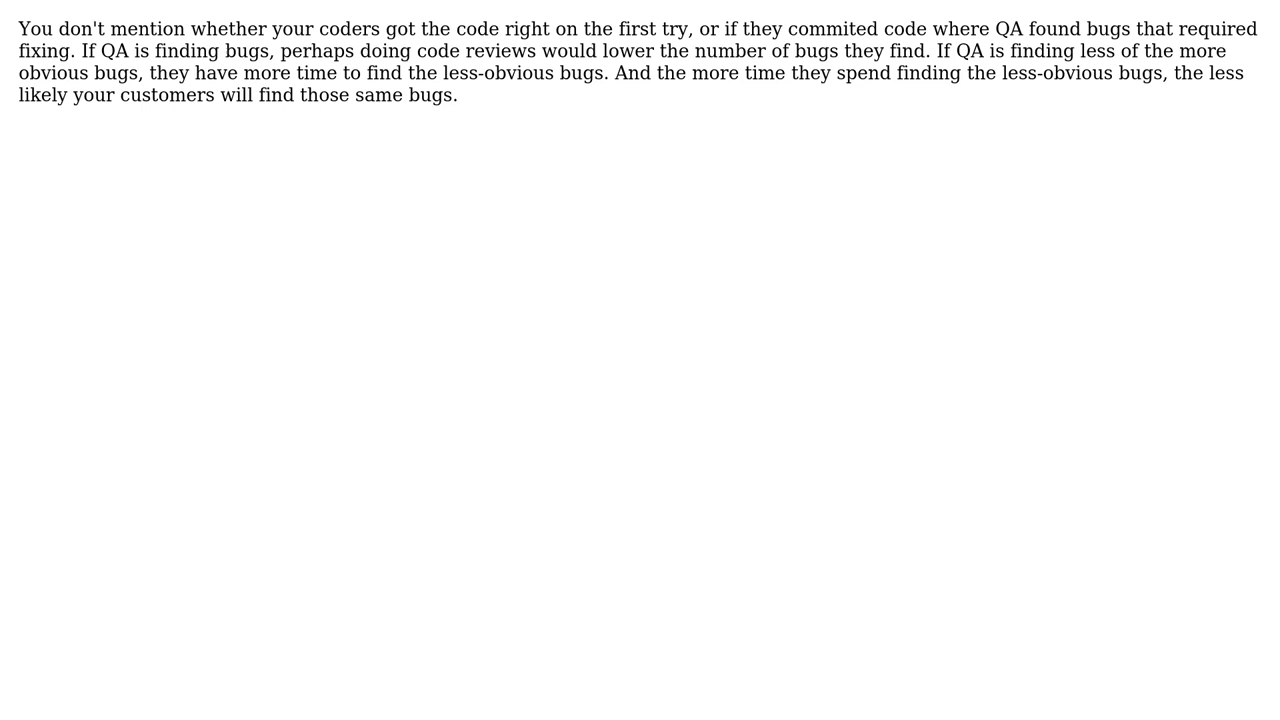 You don't mention whether your coders got the code right on the first try, or if they commited code where QA found bugs that required
fixing. If QA is finding bugs, perhaps doing code reviews would lower the number of bugs they find. If QA is finding less of the more
obvious bugs, they have more time to find the less-obvious bugs. And the more time they spend finding the less-obvious bugs, the less
likely your customers will find those same bugs.